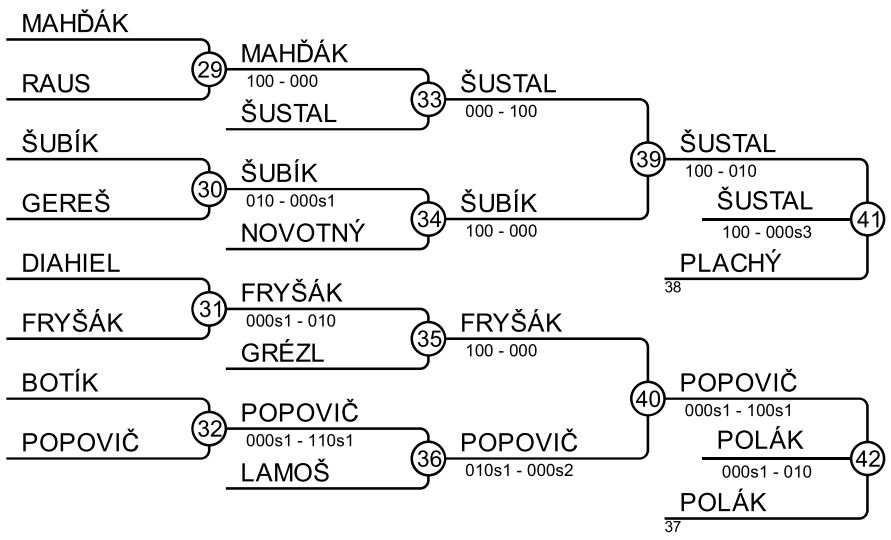 MAHĎÁK
RAUS
29
MAHĎÁK
100 - 000
ŠUSTAL
33
ŠUSTAL
000 - 100
ŠUBÍK
GEREŠ
30
ŠUBÍK
010 - 000s1
NOVOTNÝ
34
ŠUBÍK
100 - 000
39
ŠUSTAL
100 - 010
ŠUSTAL
100 - 000s3
41
PLACHÝ
38
DIAHIEL
FRYŠÁK
31
FRYŠÁK
000s1 - 010
GRÉZL
35
FRYŠÁK
100 - 000
BOTÍK
POPOVIČ
32
POPOVIČ
000s1 - 110s1
LAMOŠ
36
POPOVIČ
010s1 - 000s2
40
POPOVIČ
000s1 - 100s1
POLÁK
000s1 - 010
42
POLÁK
37